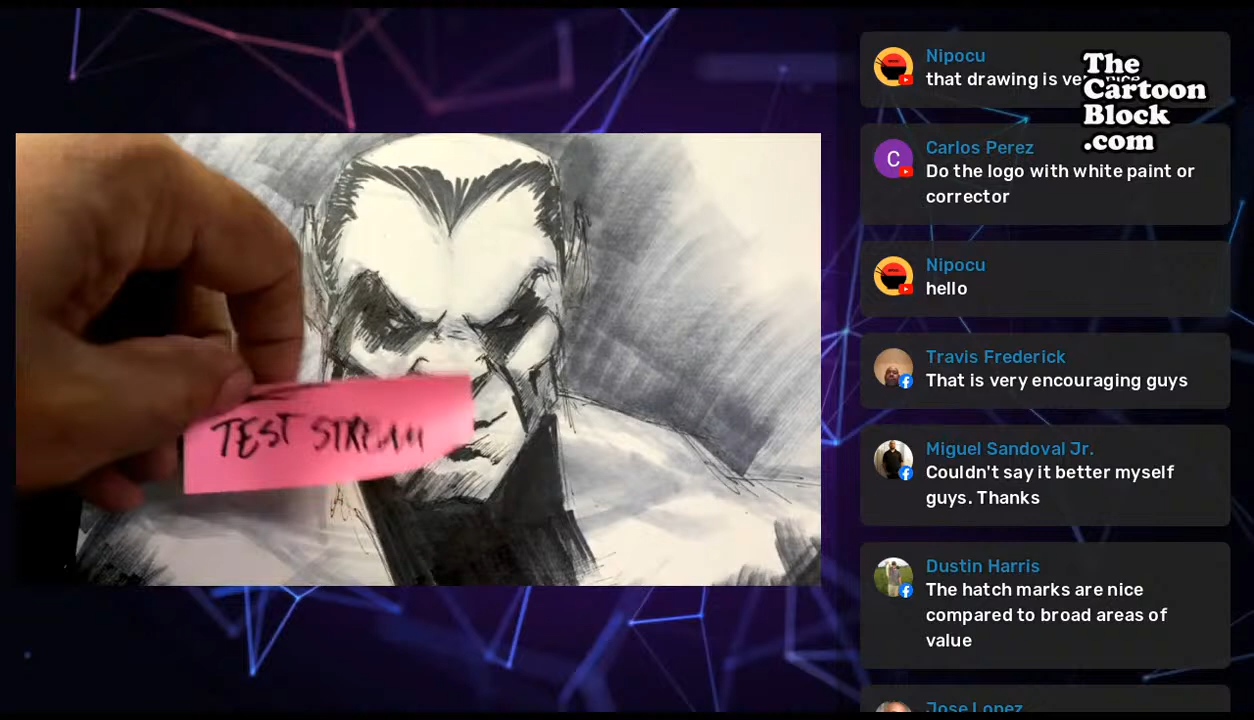 TEST STREAM
Nipocu
that drawing is
The
Cartoon
Block
.com
Carlos Perez
Do the logo with white paint or
corrector
C
Nipocu
hello
Travis Frederick
That is very encouraging guys
Miguel Sandoval Jr.
Couldn't say it better myself
guys. Thanks
Dustin Harris
The hatch marks are nice
compared to broad areas of
value
Jose Lopez